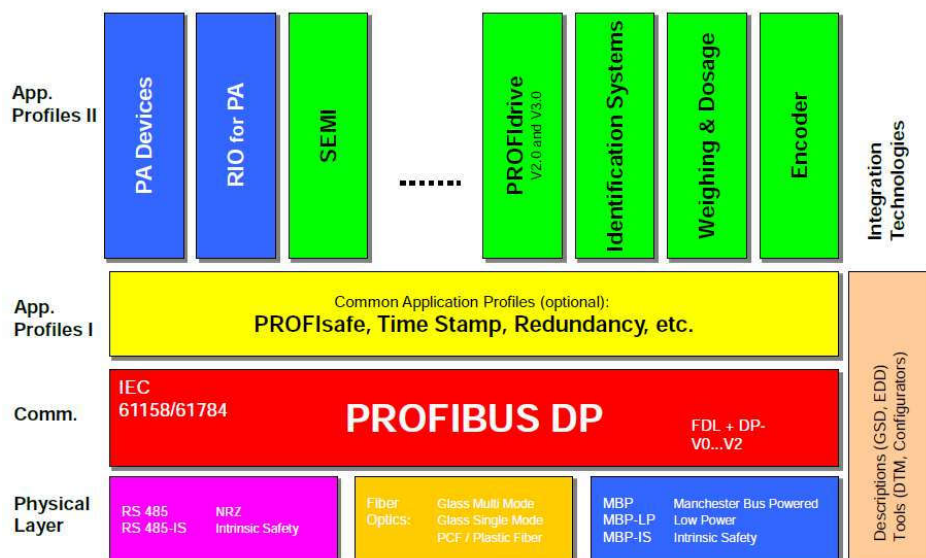 App.
Profiles II
PA Devices
RIO for PA
SEMI
........
PROFIdrive
V2.0 and V3.0
Identification Systems
Weighing & Dosage
Encoder
Integration
Technologies
App.
Profiles I
Common Application Profiles (optional):
PROFIsafe, Time Stamp, Redundancy, etc.
Comm.
IEC
61158/61784
PROFIBUS DP
FDL + DP-
V0...V2
Physical
Layer
RS 485 NRZ
RS 485-IS Intrinsic Safety
Fiber Glass Multi Mode
Optics: Glass Single Mode
PCF / Plastic Fiber
MBP Manchester Bus Powered
MBP-LP Low Power
MBP-IS Intrinsic Safety
Descriptions (GSD, EDD)
Tools (DTM, Configurators)